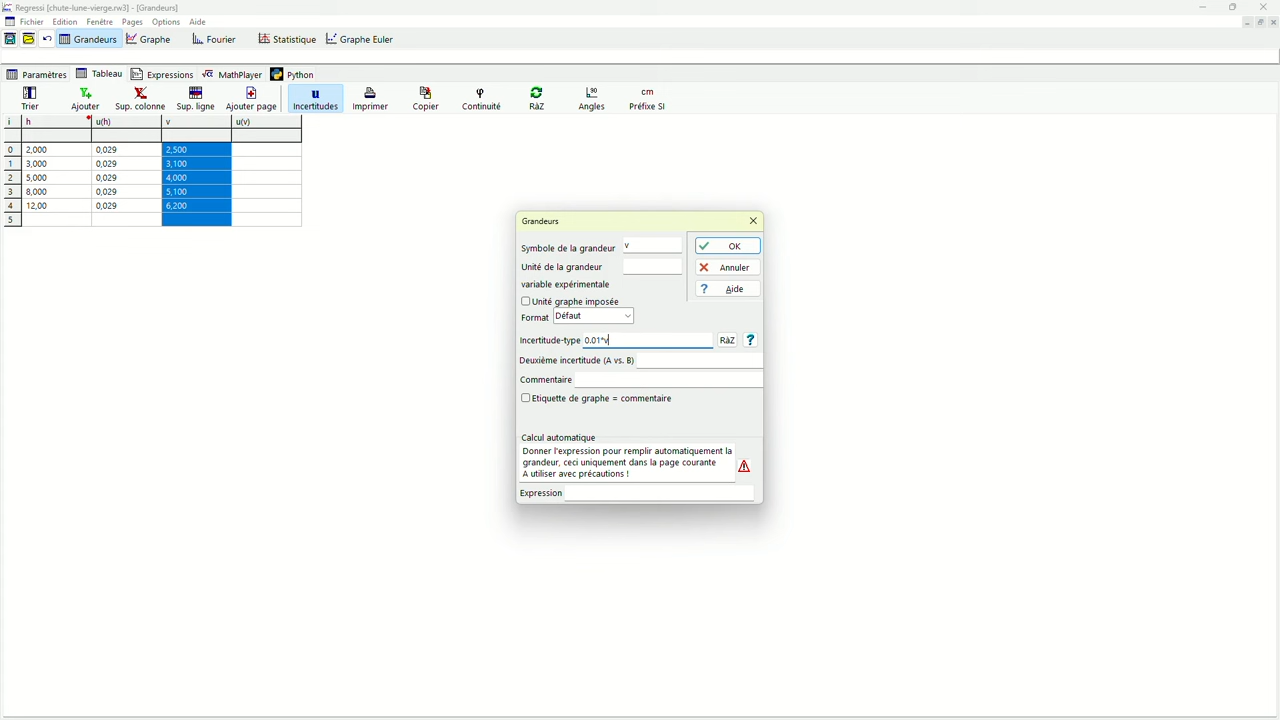 Regressi [chute-lune-vierge.rw3] - [Grandeurs]
Fichier Edition Fenêtre Pages Options Aide
Grandeurs Graphe Fourier Statistique Graphe Euler
Paramètres Tableau Expressions MathPlayer Python
Trier Ajouter Sup. colonne Sup. ligne Ajouter page u Incertitudes Imprimer Copier φ Continuité RàZ 90 Angles cm Préfixe SI
i h u(h) v u(v)
0 2,000 0,029 2,500
1 3,000 0,029 3,100
2 5,000 0,029 4,000
3 8,000 0,029 5,100
4 12,00 0,029 6,200
5
Grandeurs
Symbole de la grandeur v OK
Unité de la grandeur Annuler
variable expérimentale ? Aide
Unité graphe imposée
Format Défaut
Incertitude-type 0.01*v RàZ ?
Deuxième incertitude (A vs. B)
Commentaire
Etiquette de graphe = commentaire
Calcul automatique
Donner l'expression pour remplir automatiquement la
grandeur, ceci uniquement dans la page courante
A utiliser avec précautions !
Expression